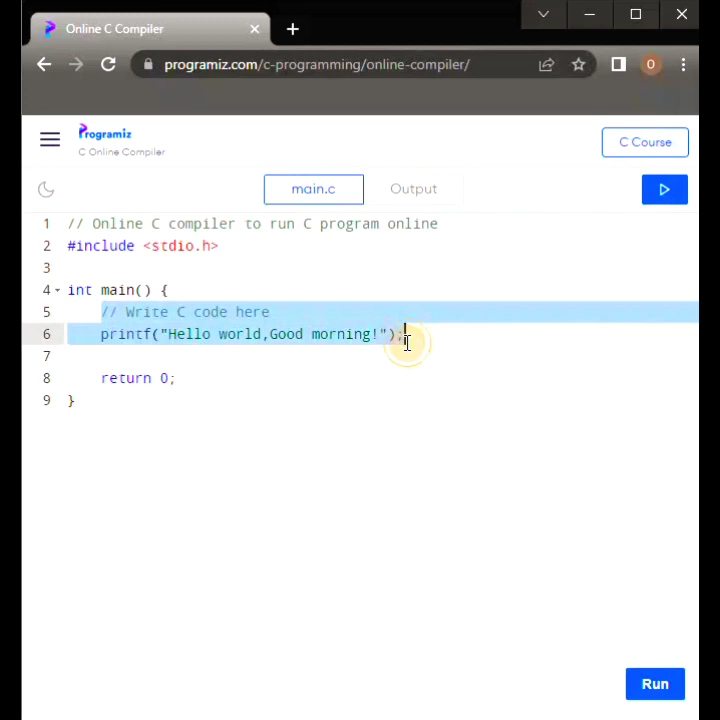 Online C Compiler
programiz.com/c-programming/online-compiler/
O
Programiz
C Online Compiler
C Course
main.c
Output
1 // Online C compiler to run C program online
2 #include <stdio.h>
3
4 int main() {
5 // Write C code here
6 printf("Hello world,Good morning!");
7
8 return 0;
9 }
Run